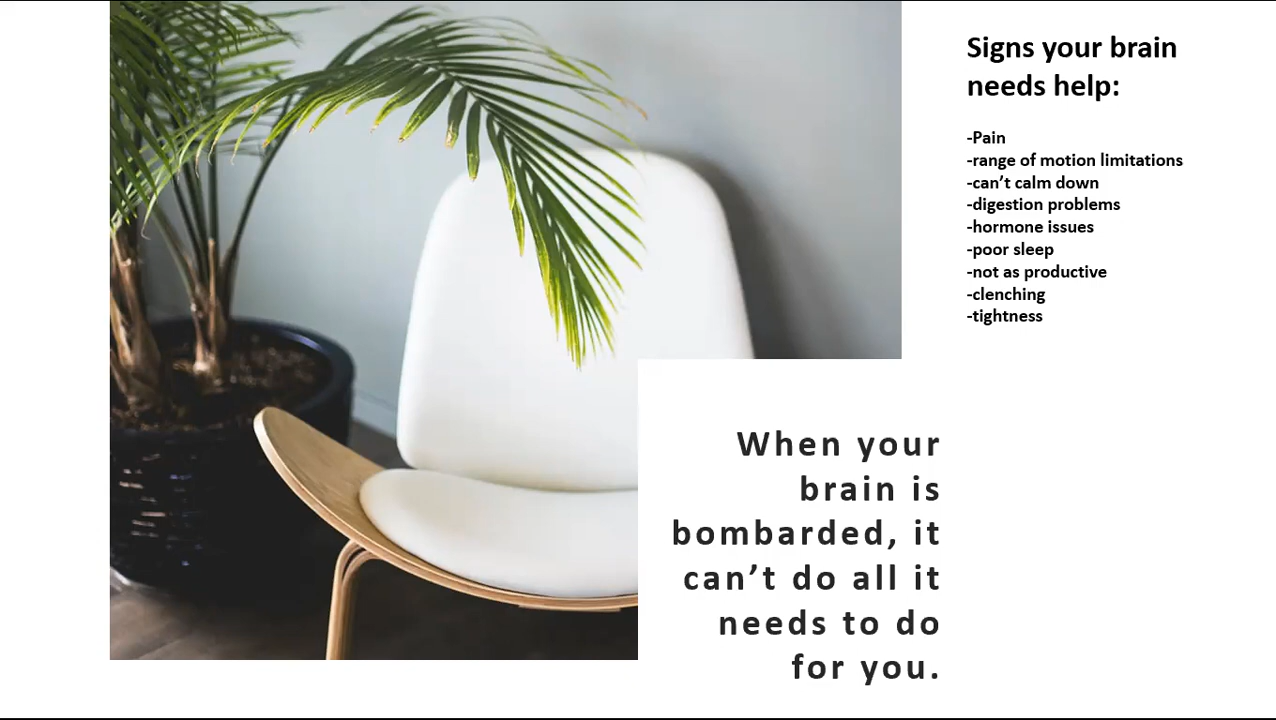 Signs your brain
needs help:
-Pain
-range of motion limitations
-can’t calm down
-digestion problems
-hormone issues
-poor sleep
-not as productive
-clenching
-tightness
When your
brain is
bombarded, it
can’t do all it
needs to do
for you.